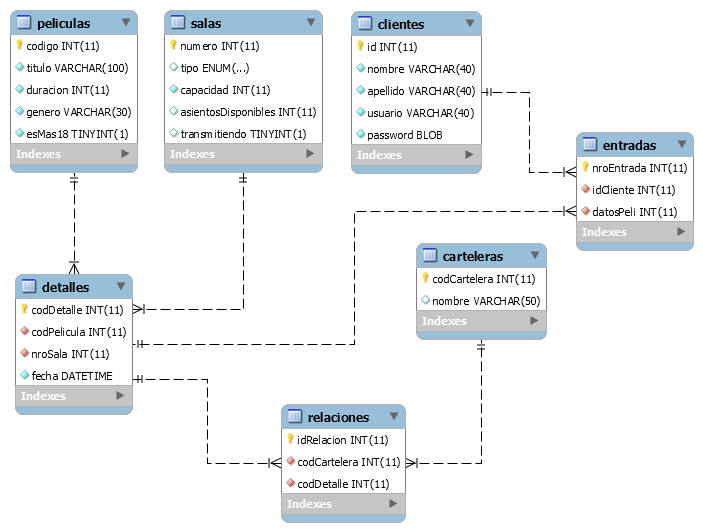 peliculas
codigo INT(11)
titulo VARCHAR(100)
duracion INT(11)
genero VARCHAR(30)
esMas18 TINYINT(1)
Indexes
salas
numero INT(11)
tipo ENUM(...)
capacidad INT(11)
asientosDisponibles INT(11)
transmitiendo TINYINT(1)
Indexes
clientes
id INT(11)
nombre VARCHAR(40)
apellido VARCHAR(40)
usuario VARCHAR(40)
password BLOB
Indexes
entradas
nroEntrada INT(11)
idCliente INT(11)
datosPeli INT(11)
Indexes
detalles
codDetalle INT(11)
codPelicula INT(11)
nroSala INT(11)
fecha DATETIME
Indexes
carteleras
codCartelera INT(11)
nombre VARCHAR(50)
Indexes
relaciones
idRelacion INT(11)
codCartelera INT(11)
codDetalle INT(11)
Indexes